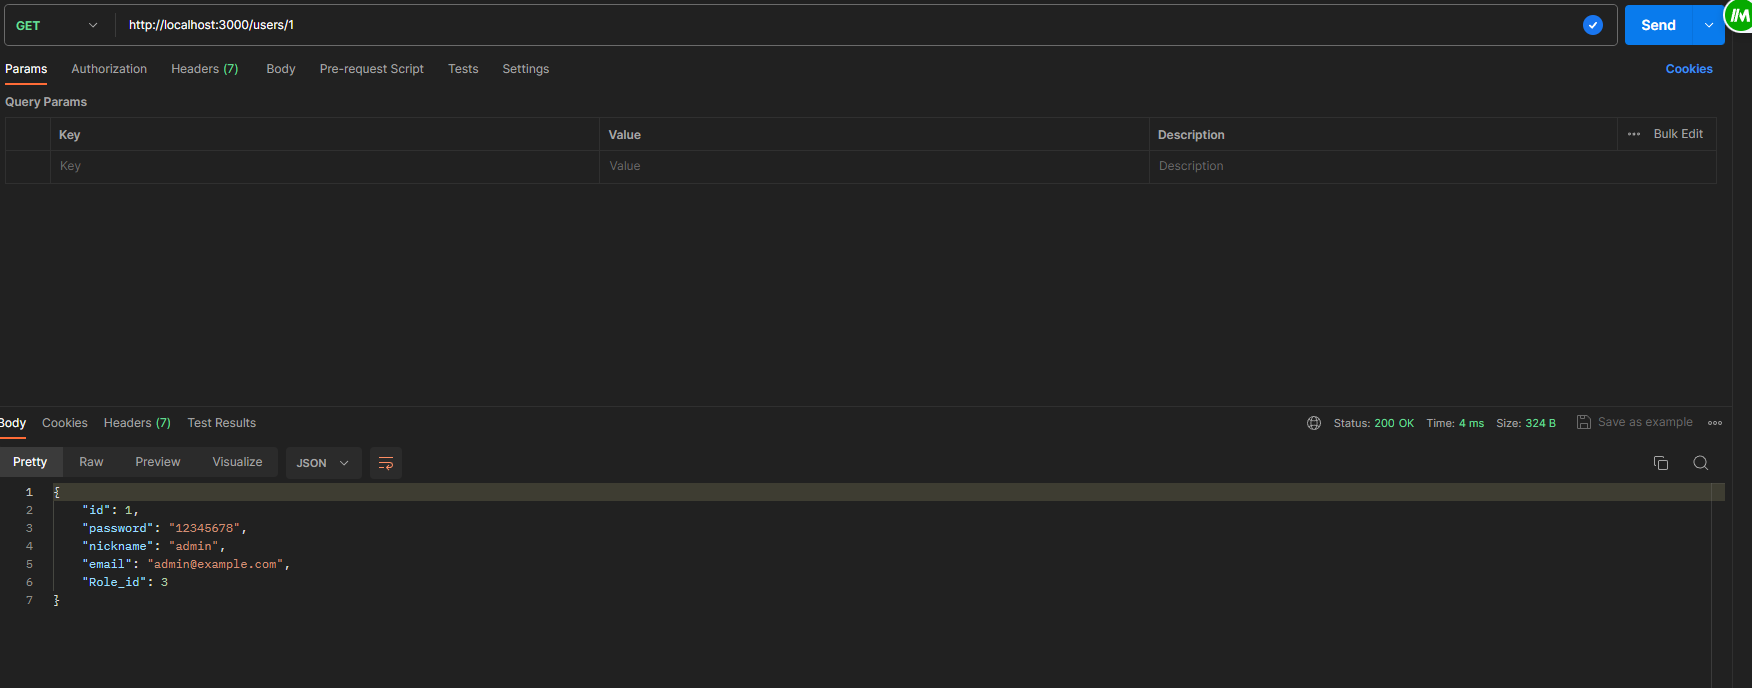 GET http://localhost:3000/users/1 Send
Params Authorization Headers (7) Body Pre-request Script Tests Settings Cookies
Query Params
Key Value Description Bulk Edit
Key Value Description
Body Cookies Headers (7) Test Results Status: 200 OK Time: 4 ms Size: 324 B Save as example
Pretty Raw Preview Visualize JSON
1 {
2 "id": 1,
3 "password": "12345678",
4 "nickname": "admin",
5 "email": "admin@example.com",
6 "Role_id": 3
7 }